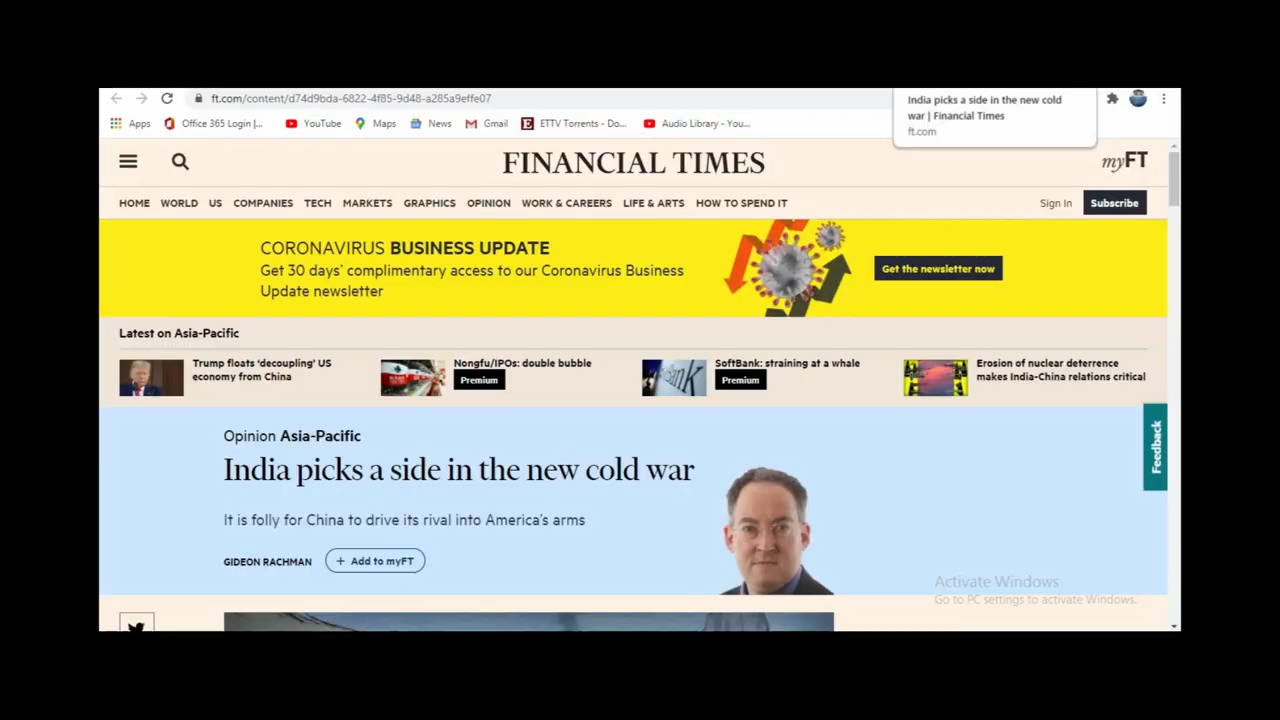 ft.com/content/d74d9bda-6822-4f85-9d48-a285a9effe07
India picks a side in the new cold
war | Financial Times
ft.com
Apps
Office 365 Login |...
YouTube
Maps
News
Gmail
ETTV Torrents - Do...
Audio Library - You...
FINANCIAL TIMES
myFT
HOME WORLD US COMPANIES TECH MARKETS GRAPHICS OPINION WORK & CAREERS LIFE & ARTS HOW TO SPEND IT
Sign In
Subscribe
CORONAVIRUS BUSINESS UPDATE
Get 30 days' complimentary access to our Coronavirus Business
Update newsletter
Get the newsletter now
Latest on Asia-Pacific
Trump floats 'decoupling' US
economy from China
Nongfu/IPOs: double bubble
Premium
SoftBank: straining at a whale
Premium
Erosion of nuclear deterrence
makes India-China relations critical
Feedback
Opinion Asia-Pacific
India picks a side in the new cold war
It is folly for China to drive its rival into America's arms
GIDEON RACHMAN
+ Add to myFT
Activate Windows
Go to PC settings to activate Windows.